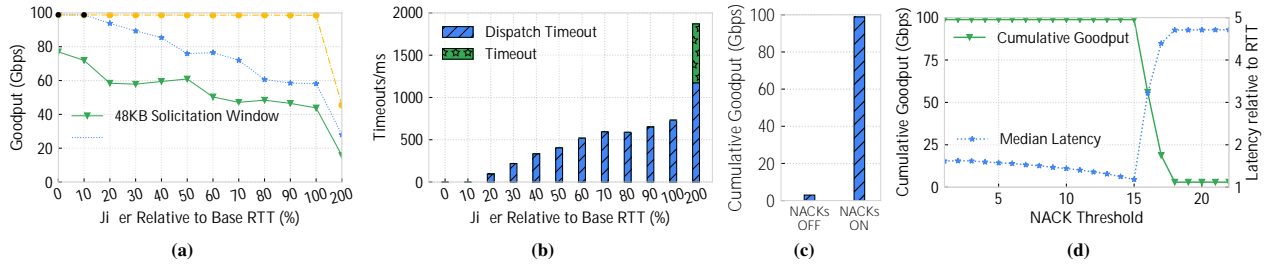 100
80
60
40
20
0
Goodput (Gbps)
48KB Solicitation Window
0 10 20 30 40 50 60 70 80 90 100 200
Ji er Relative to Base RTT (%)
(a)
2000
1500
1000
500
0
Timeouts/ms
Dispatch Timeout
Timeout
0 10 20 30 40 50 60 70 80 90 100 200
Ji er Relative to Base RTT (%)
(b)
100
80
60
40
20
0
Cumulative Goodput (Gbps)
NACKs NACKs
OFF ON
(c)
100
75
50
25
0
Cumulative Goodput (Gbps)
Cumulative Goodput
Median Latency
5
4
3
2
1
Latency relative to RTT
5 10 15 20
NACK Threshold
(d)